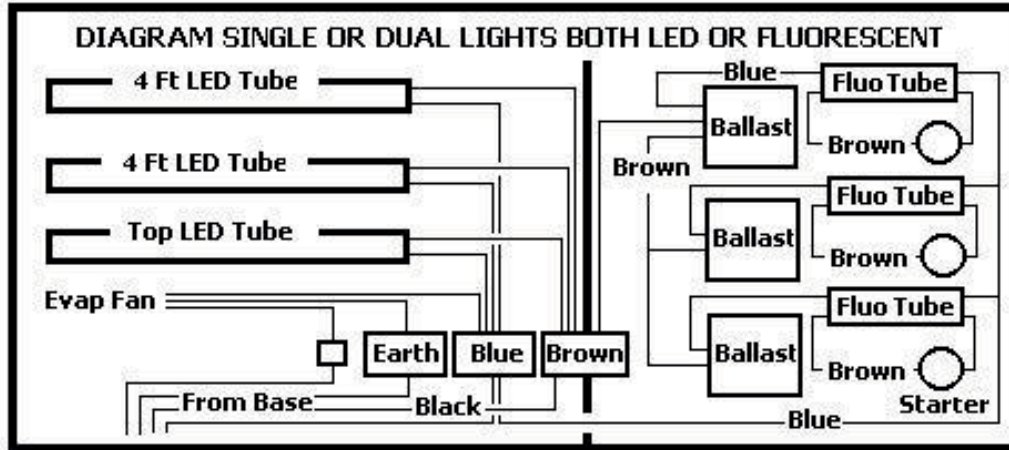 DIAGRAM SINGLE OR DUAL LIGHTS BOTH LED OR FLUORESCENT
4 Ft LED Tube
4 Ft LED Tube
Top LED Tube
Evap Fan
Earth
Blue
Brown
From Base
Black
Blue
Fluo Tube
Ballast
Brown
Brown
Fluo Tube
Ballast
Brown
Fluo Tube
Ballast
Brown
Starter
Blue